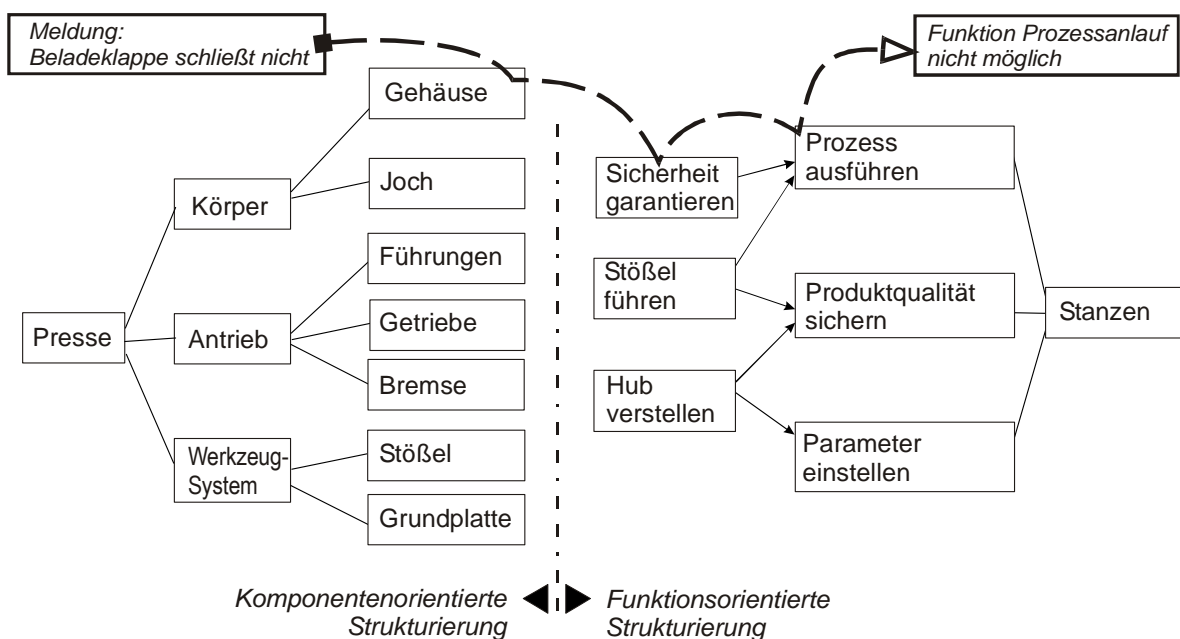 Meldung:
Beladeklappe schließt nicht
Funktion Prozessanlauf
nicht möglich
Gehäuse
Joch
Körper
Führungen
Getriebe
Bremse
Presse
Antrieb
Werkzeug-
System
Stößel
Grundplatte
Sicherheit
garantieren
Stößel
führen
Hub
verstellen
Prozess
ausführen
Produktqualität
sichern
Parameter
einstellen
Stanzen
Komponentenorientierte
Strukturierung
Funktionsorientierte
Strukturierung